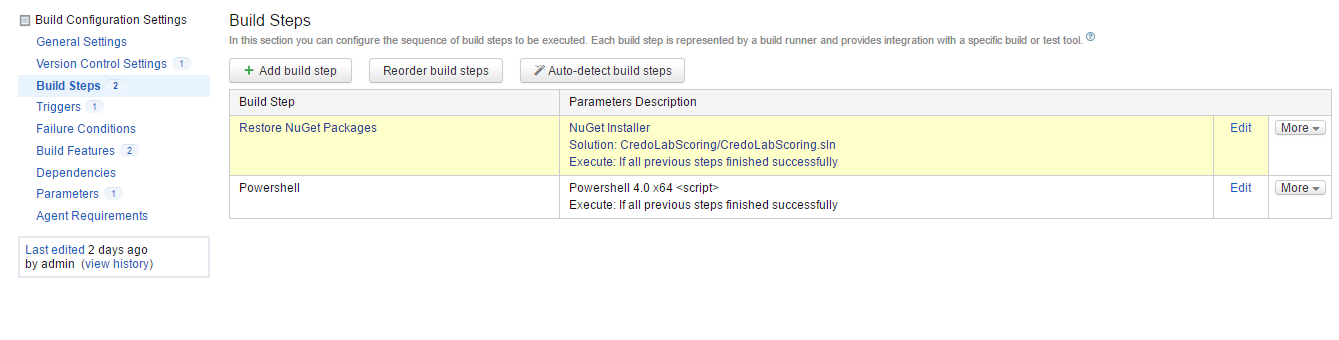 Build Configuration Settings
General Settings
Version Control Settings 1
Build Steps 2
Triggers 1
Failure Conditions
Build Features 2
Dependencies
Parameters 1
Agent Requirements
Last edited 2 days ago
by admin (view history)
Build Steps
In this section you can configure the sequence of build steps to be executed. Each build step is represented by a build runner and provides integration with a specific build or test tool. ?
+ Add build step Reorder build steps Auto-detect build steps
Build Step Parameters Description
Restore NuGet Packages NuGet Installer Edit More
Solution: CredoLabScoring/CredoLabScoring.sln
Execute: If all previous steps finished successfully
Powershell Powershell 4.0 x64 <script> Edit More
Execute: If all previous steps finished successfully